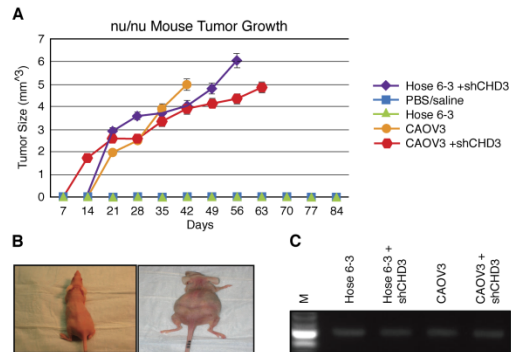 A
nu/nu Mouse Tumor Growth
Tumor Size (mm^3)
7
6
5
4
3
2
1
0
7 14 21 28 35 42 49 56 63 70 77 84
Days
Hose 6-3 +shCHD3
PBS/saline
Hose 6-3
CAOV3
CAOV3 +shCHD3
B
C
M
Hose 6-3
Hose 6-3 +
shCHD3
CAOV3
CAOV3 +
shCHD3